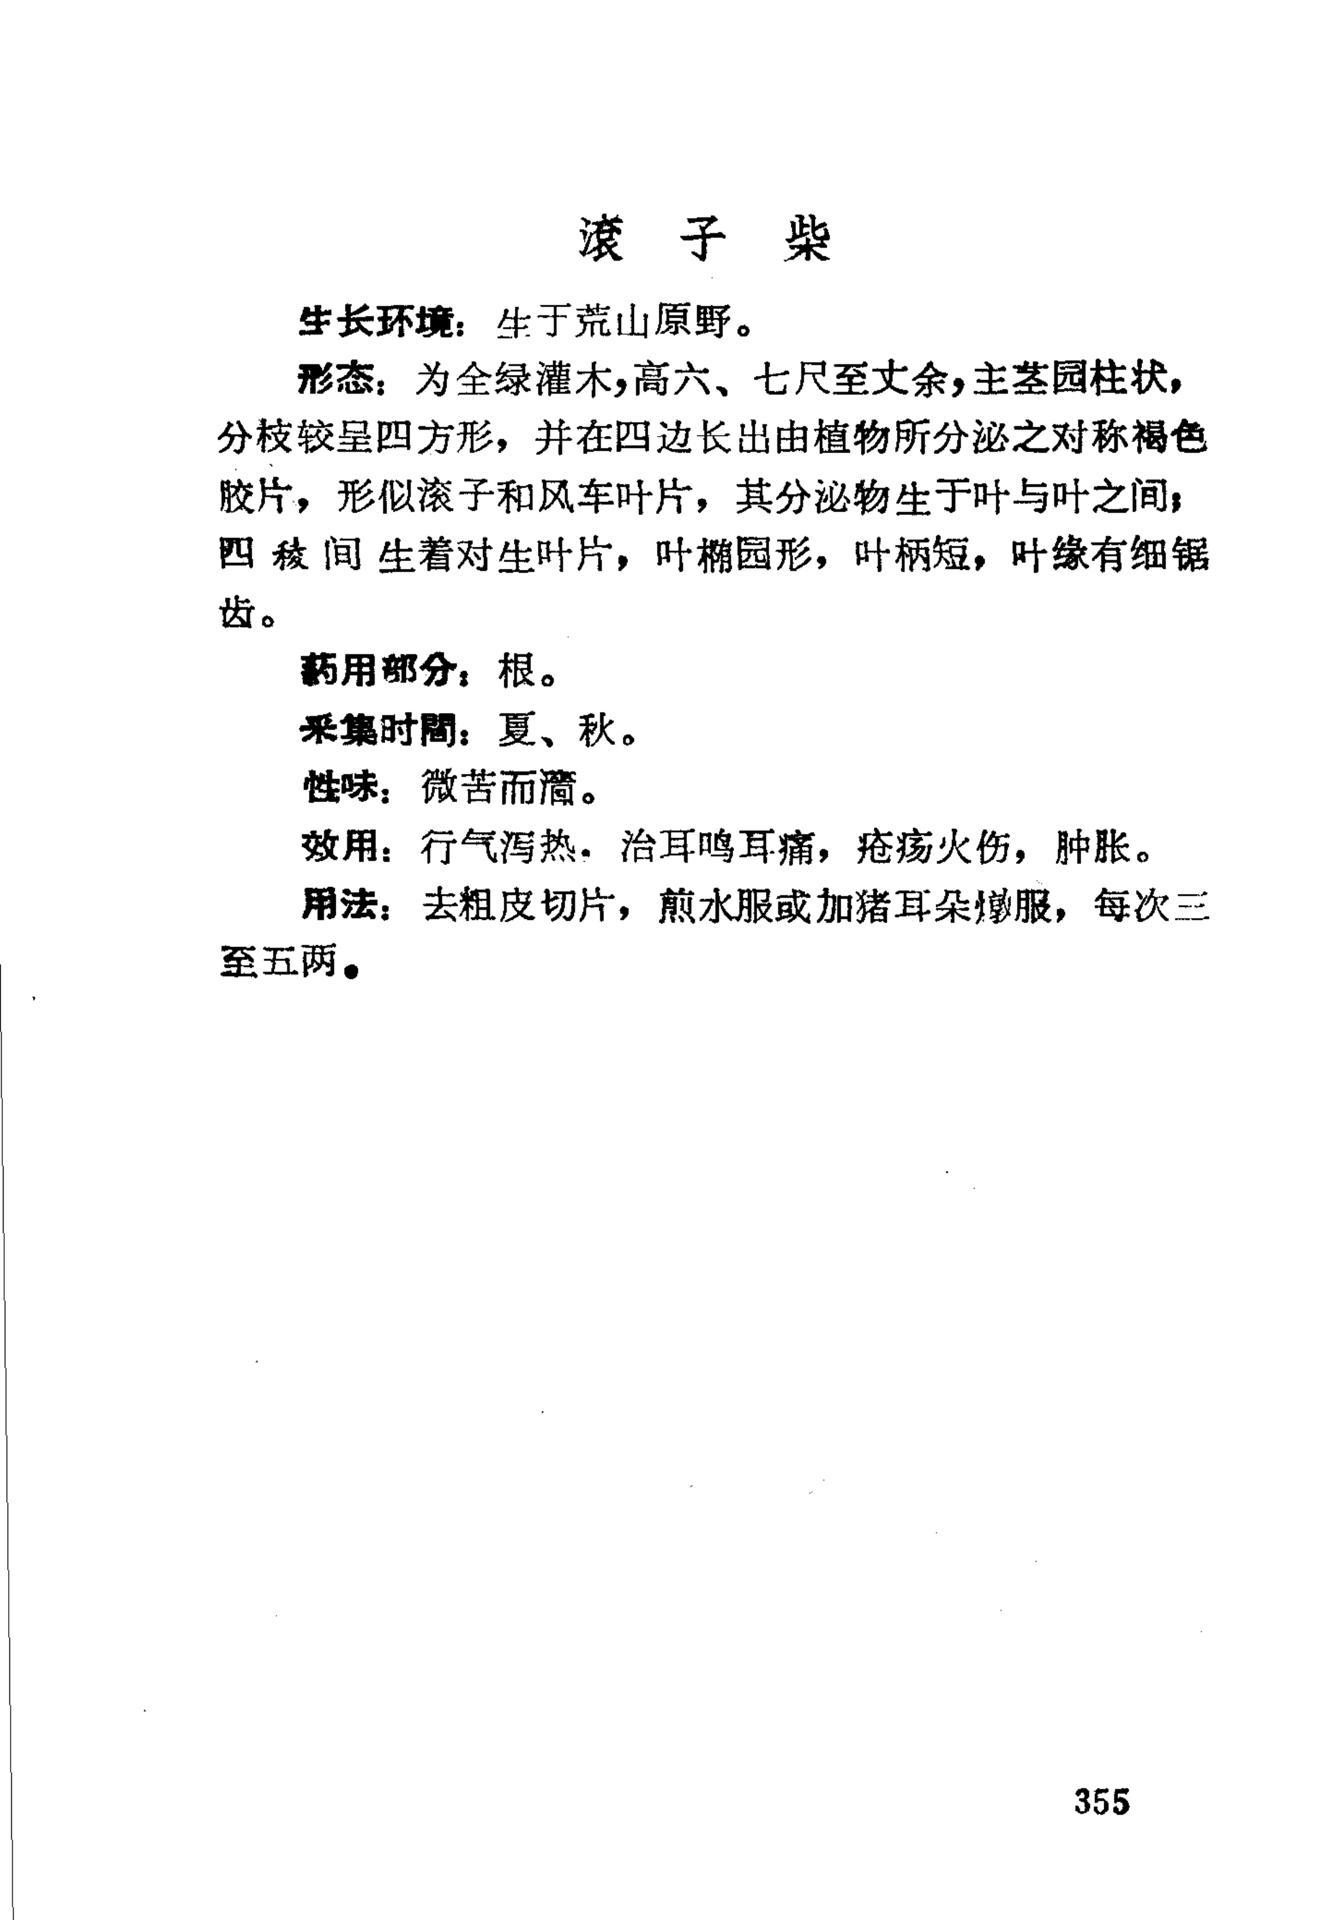 滚子柴
生长环境：生于荒山原野。
形态：为全绿灌木，高六、七尺至丈余，主茎园柱状，
分枝较呈四方形，并在四边长出由植物所分泌之对称褐色
胶片，形似滚子和风车叶片，其分泌物生于叶与叶之间；
四棱间生着对生叶片，叶椭园形，叶柄短，叶缘有细锯
齿。
药用部分：根。
采集时間：夏、秋。
性味：微苦而。
效用：行气泻热．治耳鸣耳痛，疮疡火伤，肿胀。
用法：去粗皮切片，煎水服或加猪耳朵燉服，每次三
至五两。
355